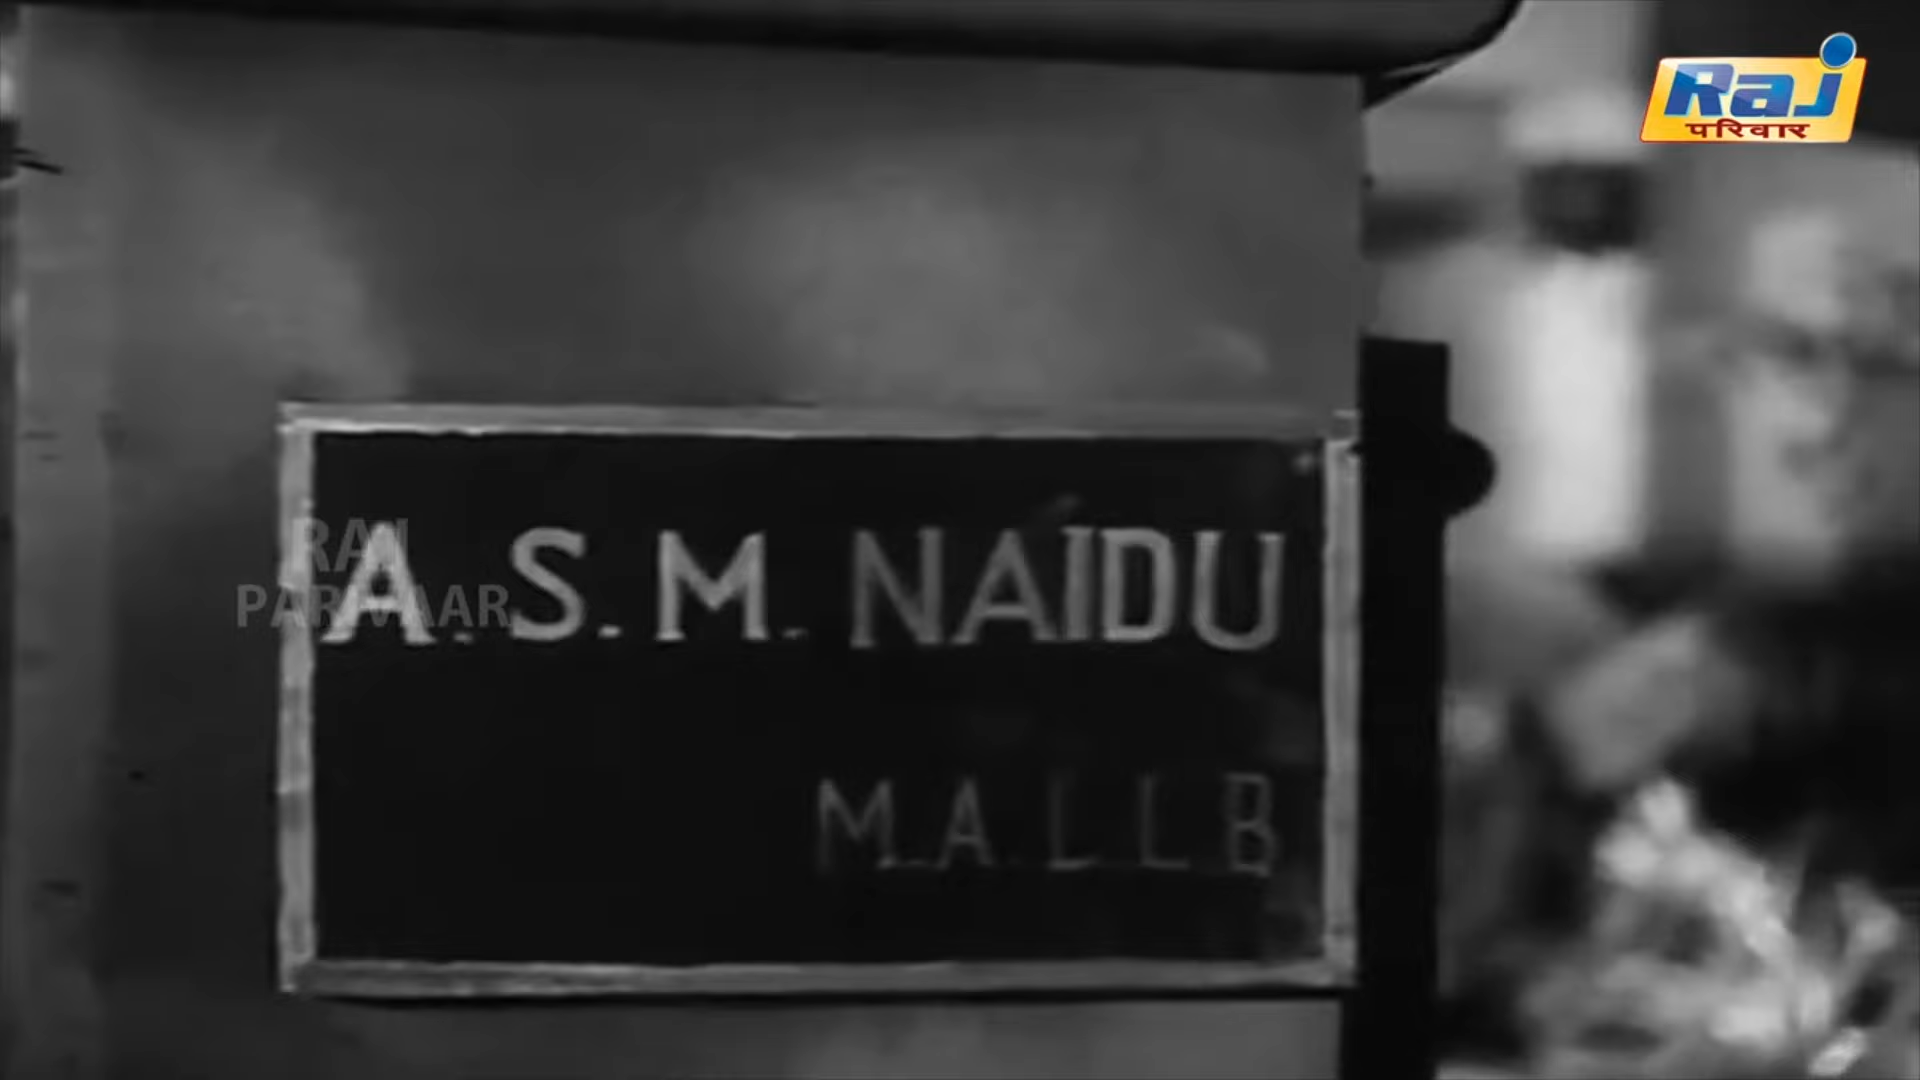 Raj
परिवार
RAJ
PARIVAAR
A. S. M. NAIDU
M.A.L.L.B